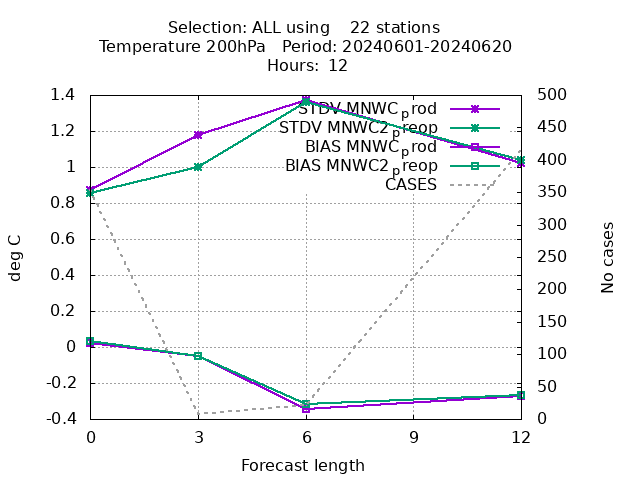 Selection: ALL using    22 stations
Temperature 200hPa   Period: 20240601-20240620
Hours: 12
STDV MNWC_prod
STDV MNWC2_preop
BIAS MNWC_prod
BIAS MNWC2_preop
CASES
1.4
1.2
1
0.8
0.6
0.4
0.2
0
-0.2
-0.4
deg C
500
450
400
350
300
250
200
150
100
50
0
No cases
0 3 6 9 12
Forecast length